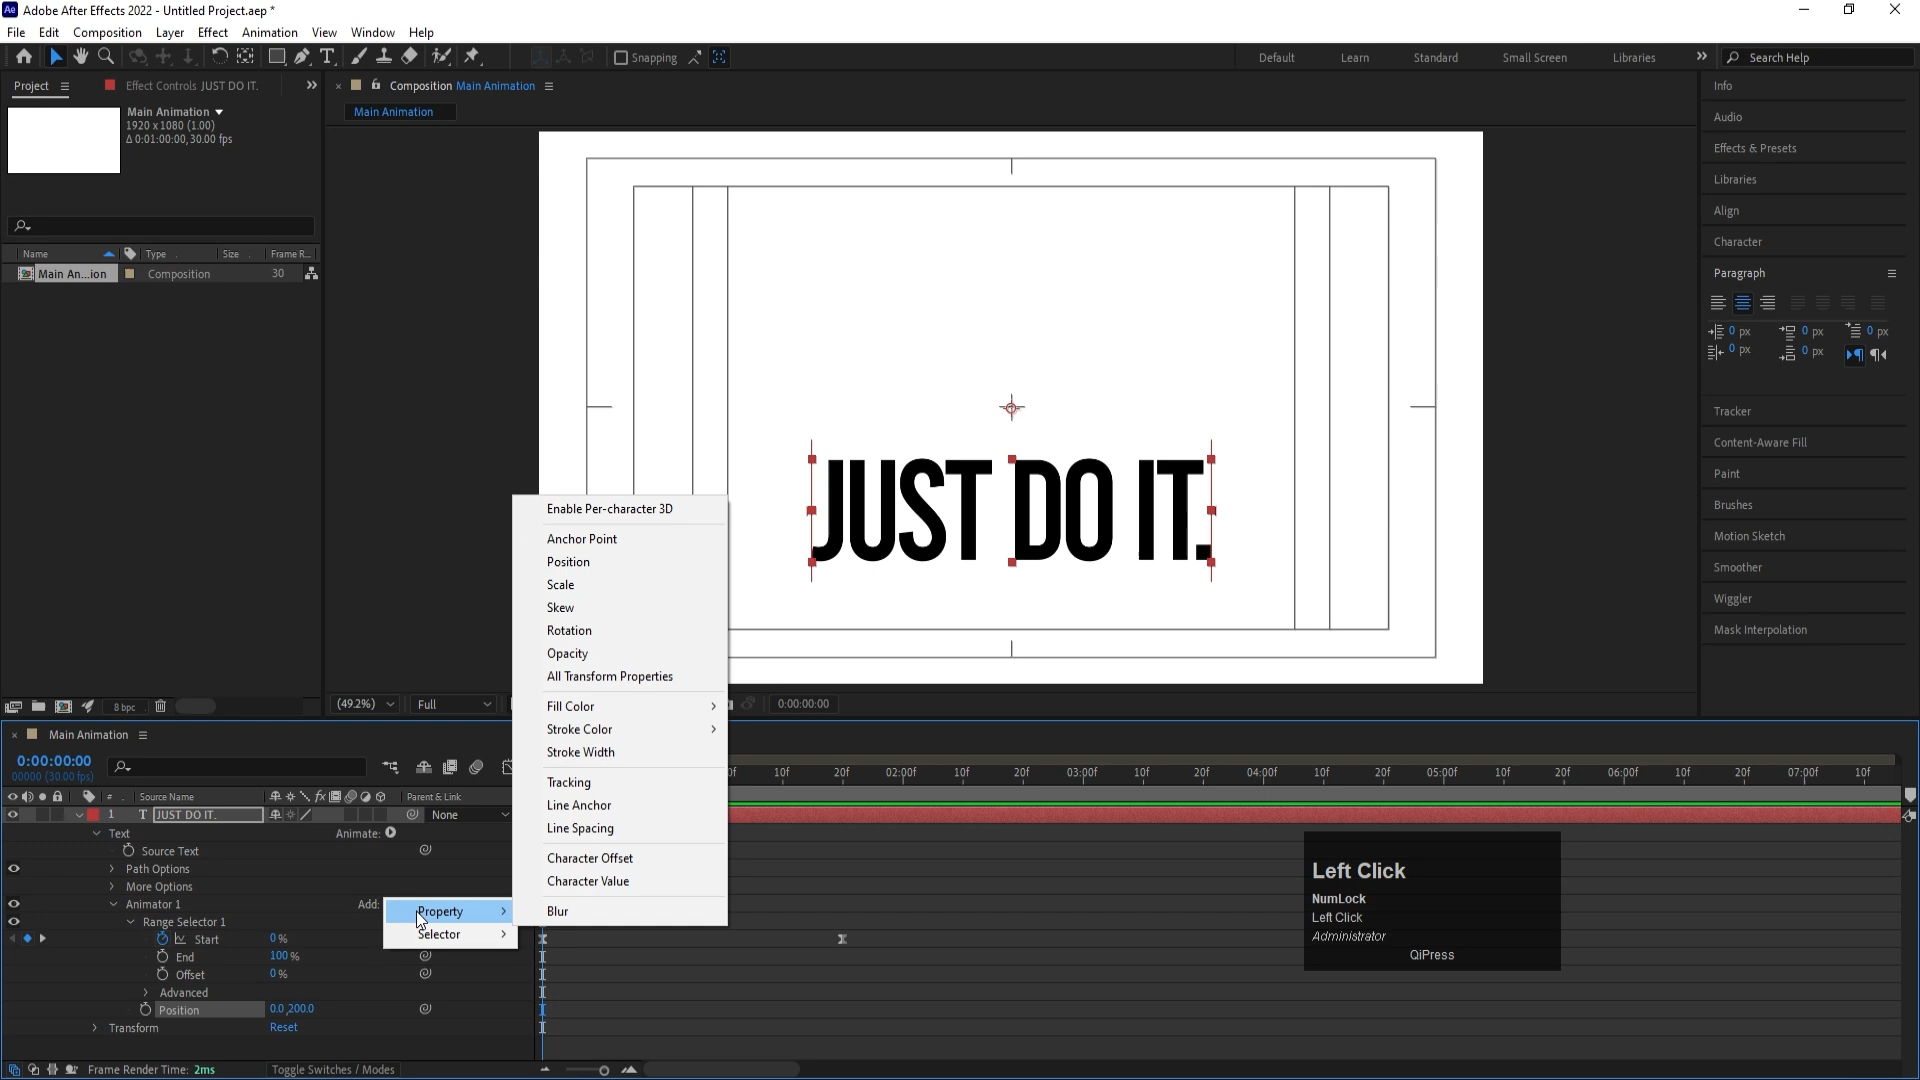 Ae Adobe After Effects 2022 - Untitled Project.aep *
File Edit Composition Layer Effect Animation View Window Help
Snapping Default Learn Standard Small Screen Libraries Search Help
Project Effect Controls JUST DO IT. Composition Main Animation Info
Main Animation
1920 x 1080 (1.00)
Δ 0:01:00:00, 30.00 fps
Main Animation
Audio
Effects & Presets
Libraries
Align
Character
Name Type Size Frame R...
Main An...ion Composition 30
Paragraph
0 px 0 px 0 px
0 px 0 px
Tracker
Content-Aware Fill
Paint
Brushes
Motion Sketch
Smoother
Wiggler
Mask Interpolation
JUST DO IT.
Enable Per-character 3D
Anchor Point
Position
Scale
Skew
Rotation
Opacity
All Transform Properties
Fill Color
Stroke Color
Stroke Width
Tracking
Line Anchor
Line Spacing
Character Offset
Character Value
Blur
8 bpc (49.2%) Full 0:00:00:00
Main Animation
0:00:00:00
00000 (30.00 fps)
0f 10f 20f 02:00f 10f 20f 03:00f 10f 20f 04:00f 10f 20f 05:00f 10f 20f 06:00f 10f 20f 07:00f 10f
# Source Name fx Parent & Link
1 T JUST DO IT. None
Text Animate:
Source Text
Path Options
More Options
Animator 1 Add:
Property
Selector
Range Selector 1
Start 0 %
End 100 %
Offset 0 %
Advanced
Position 0.0, 200.0
Transform Reset
Left Click
NumLock
Left Click
Administrator
QiPress
Frame Render Time: 2ms Toggle Switches / Modes